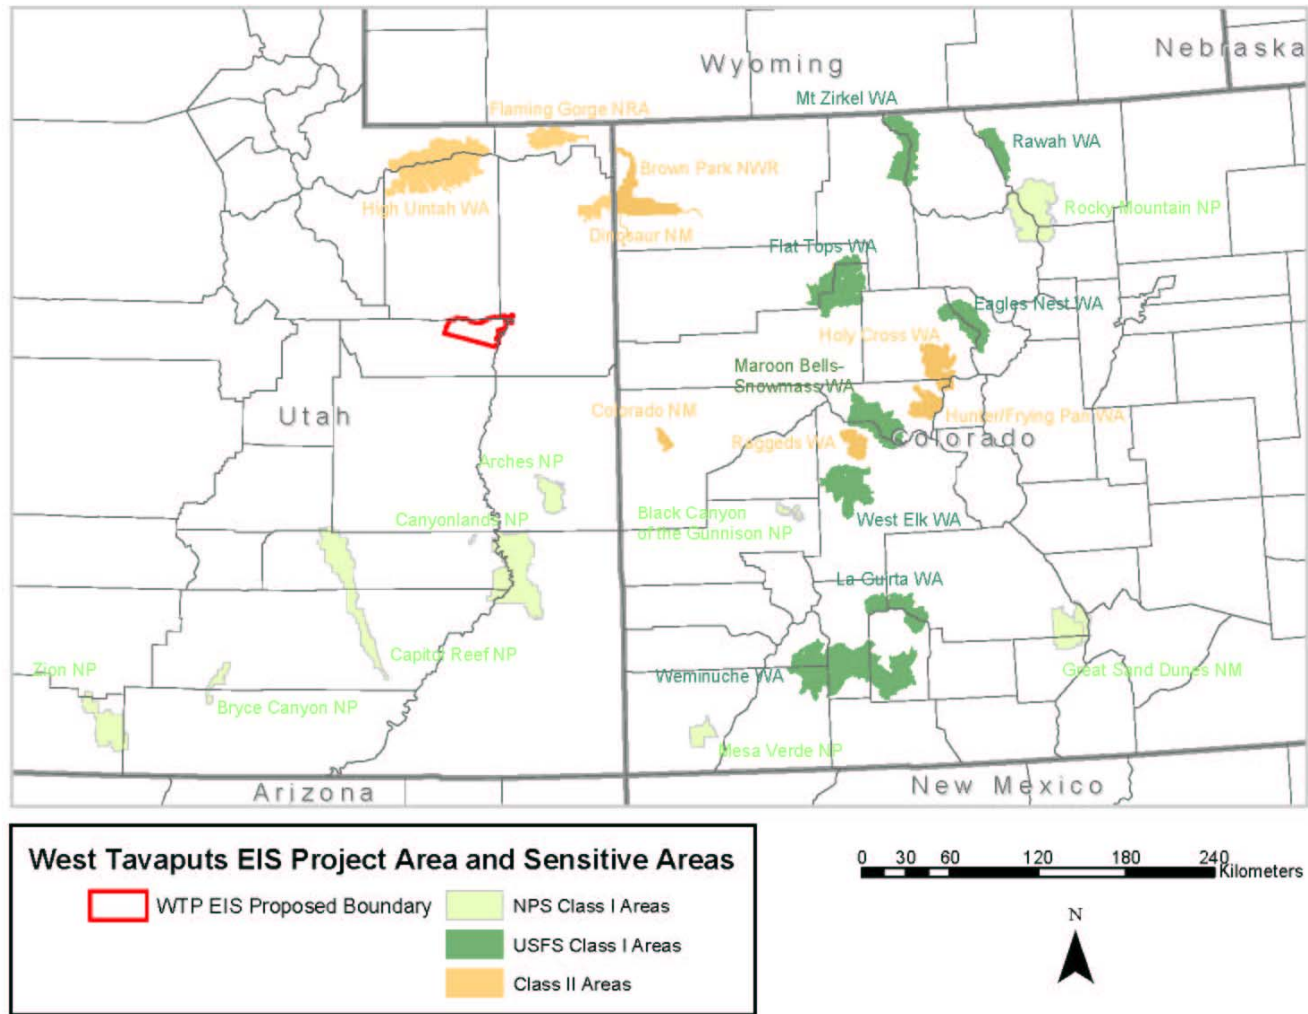 Nebraska
Wyoming
Mt Zirkel WA
Flaming Gorge NRA
Rawah WA
Brown Park NWR
High Uintah WA
Rocky Mountain NP
Dinosaur NM
Flat Tops WA
Eagles Nest WA
Holy Cross WA
Maroon Bells-
Snowmass WA
Utah
Colorado NM
Hunter/Frying Pan WA
Raggeds WA
Colorado
Arches NP
Canyonlands NP
Black Canyon
of the Gunnison NP
West Elk WA
La Guirta WA
Capitol Reef NP
Zion NP
Weminuche WA
Great Sand Dunes NM
Bryce Canyon NP
Mesa Verde NP
Arizona
New Mexico
West Tavaputs EIS Project Area and Sensitive Areas
WTP EIS Proposed Boundary
NPS Class I Areas
USFS Class I Areas
Class II Areas
0 30 60 120 180 240
Kilometers
N